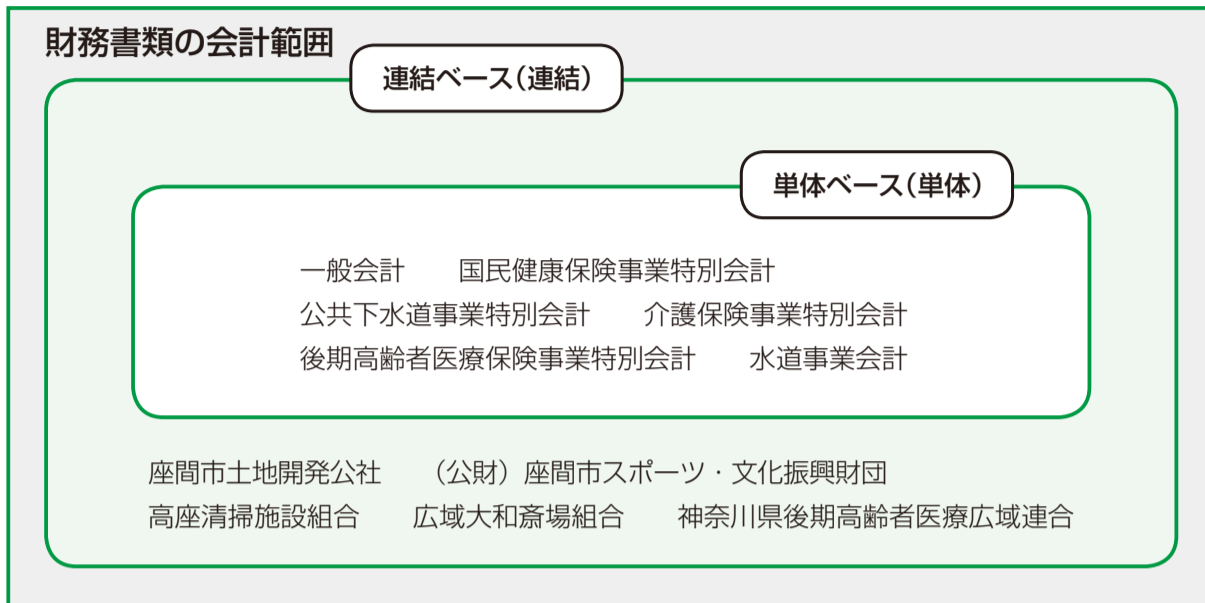 財務書類の会計範囲
連結ベース（連結）
単体ベース（単体）
一般会計　　国民健康保険事業特別会計
公共下水道事業特別会計　　介護保険事業特別会計
後期高齢者医療保険事業特別会計　　水道事業会計
座間市土地開発公社　　（公財）座間市スポーツ・文化振興財団
高座清掃施設組合　　広域大和斎場組合　　神奈川県後期高齢者医療広域連合